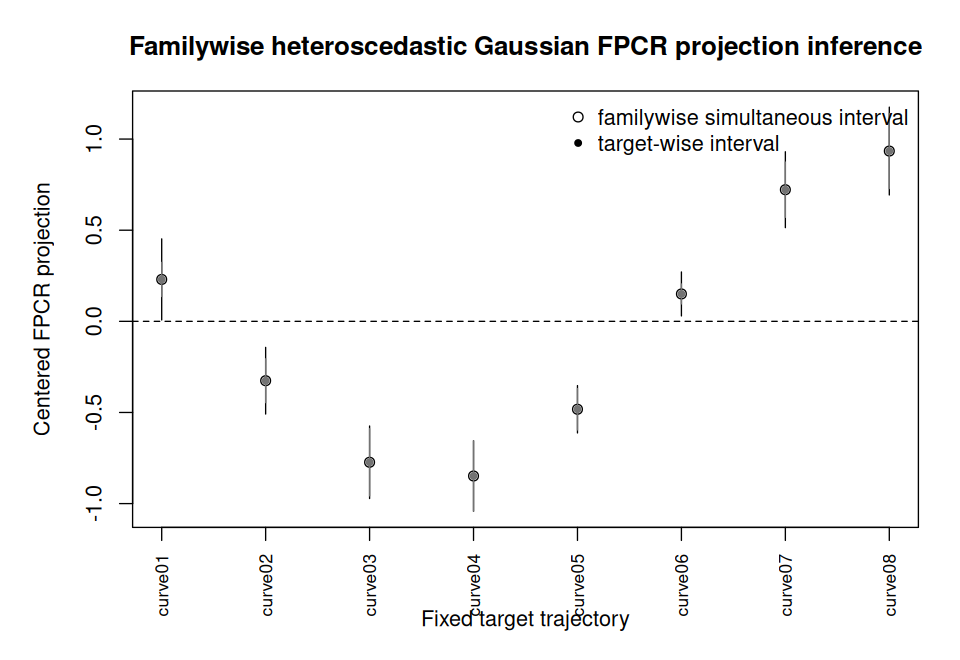 Familywise heteroscedastic Gaussian FPCR projection inference
familywise simultaneous interval
target-wise interval
Centered FPCR projection
1.0
0.5
0.0
-0.5
-1.0
curve01
curve02
curve03
curve04
curve05
curve06
curve07
curve08
Fixed target trajectory